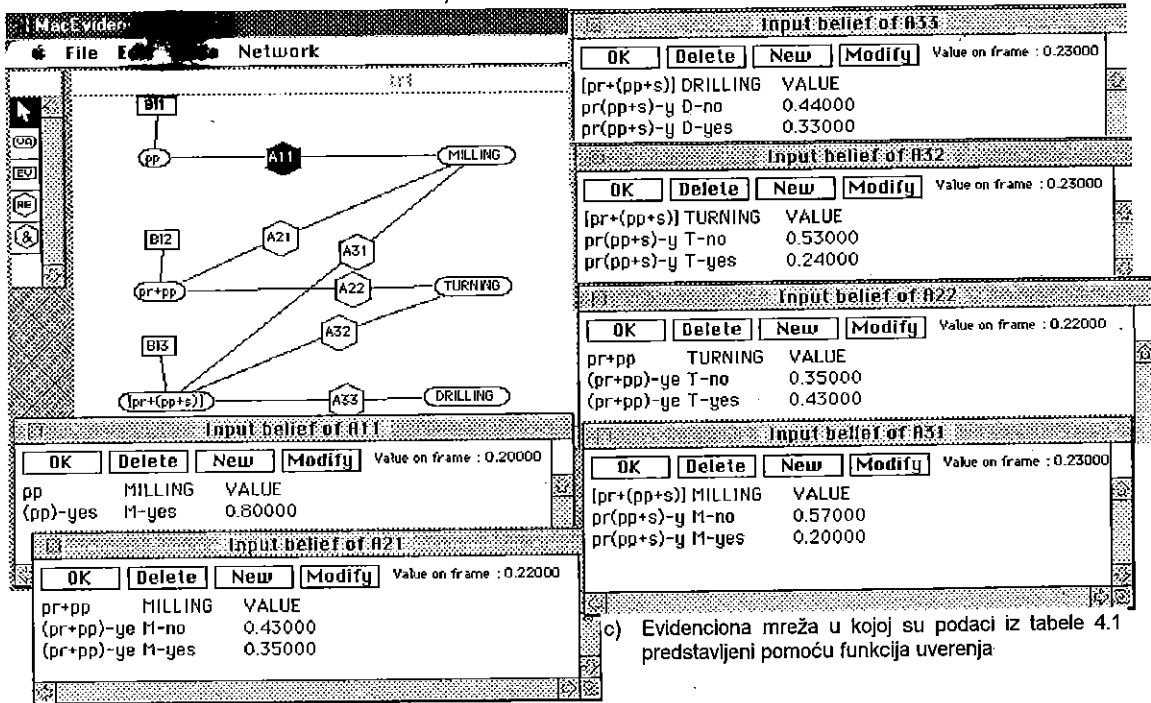 File
Network
B11
pp
A11
MILLING
A21
B12
A31
pr+pp
A22
TURNING
A32
B13
[pr+(pp+s)]
A33
DRILLING
VA
EV
&
Input belief of A11
OK Delete New Modify Value on frame : 0.20000
pp MILLING VALUE
(pp)-yes M-yes 0.80000
Input belief of A21
OK Delete New Modify Value on frame : 0.22000
pr+pp MILLING VALUE
(pr+pp)-ye M-no 0.43000
(pr+pp)-ye M-yes 0.35000
Input belief of A33
OK Delete New Modify Value on frame : 0.23000
[pr+(pp+s)] DRILLING VALUE
pr(pp+s)-y D-no 0.44000
pr(pp+s)-y D-yes 0.33000
Input belief of A32
OK Delete New Modify Value on frame : 0.23000
[pr+(pp+s)] TURNING VALUE
pr(pp+s)-y T-no 0.53000
pr(pp+s)-y T-yes 0.24000
Input belief of A22
OK Delete New Modify Value on frame : 0.22000
pr+pp TURNING VALUE
(pr+pp)-ye T-no 0.35000
(pr+pp)-ye T-yes 0.43000
Input belief of A31
OK Delete New Modify Value on frame : 0.23000
[pr+(pp+s)] MILLING VALUE
pr(pp+s)-y M-no 0.57000
pr(pp+s)-y M-yes 0.20000
c) Evidenciona mreža u kojoj su podaci iz tabele 4.1
predstavljeni pomoću funkcija uverenja